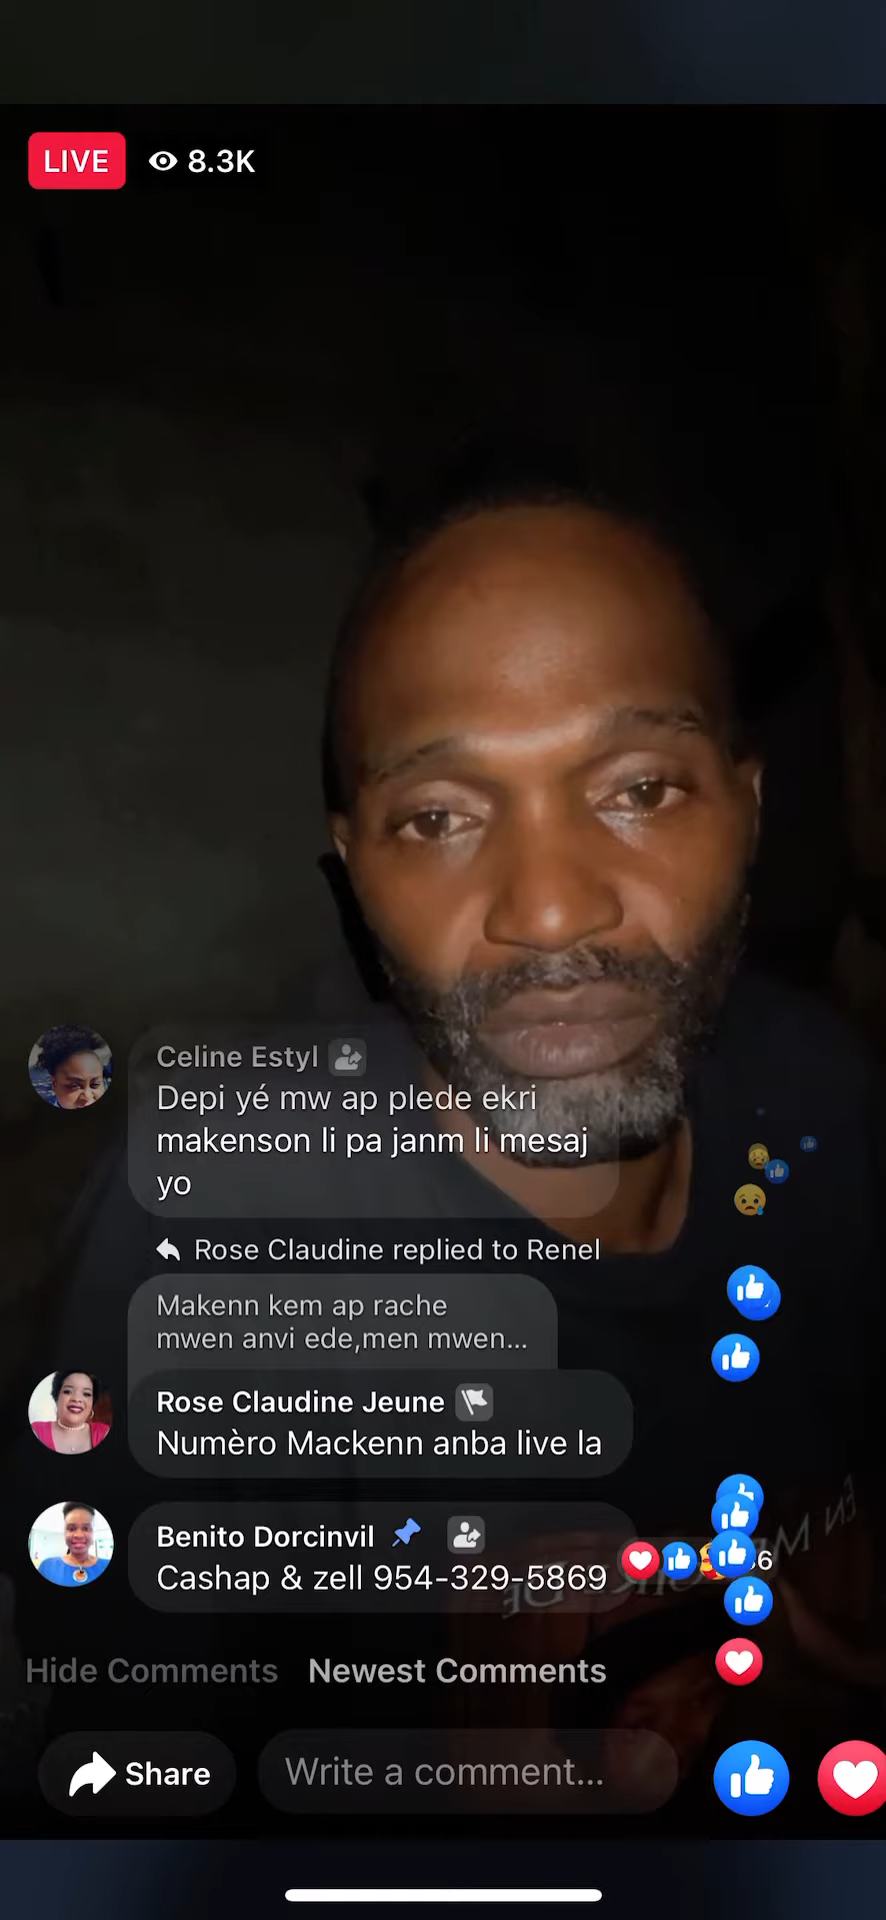 LIVE 8.3K
Celine Estyl
Depi yé mw ap plede ekri
makenson li pa janm li mesaj
yo
Rose Claudine replied to Renel
Makenn kem ap rache
mwen anvi ede,men mwen...
Rose Claudine Jeune
Numèro Mackenn anba live la
Benito Dorcinvil
Cashap & zell 954-329-5869
Hide Comments Newest Comments
Share Write a comment...